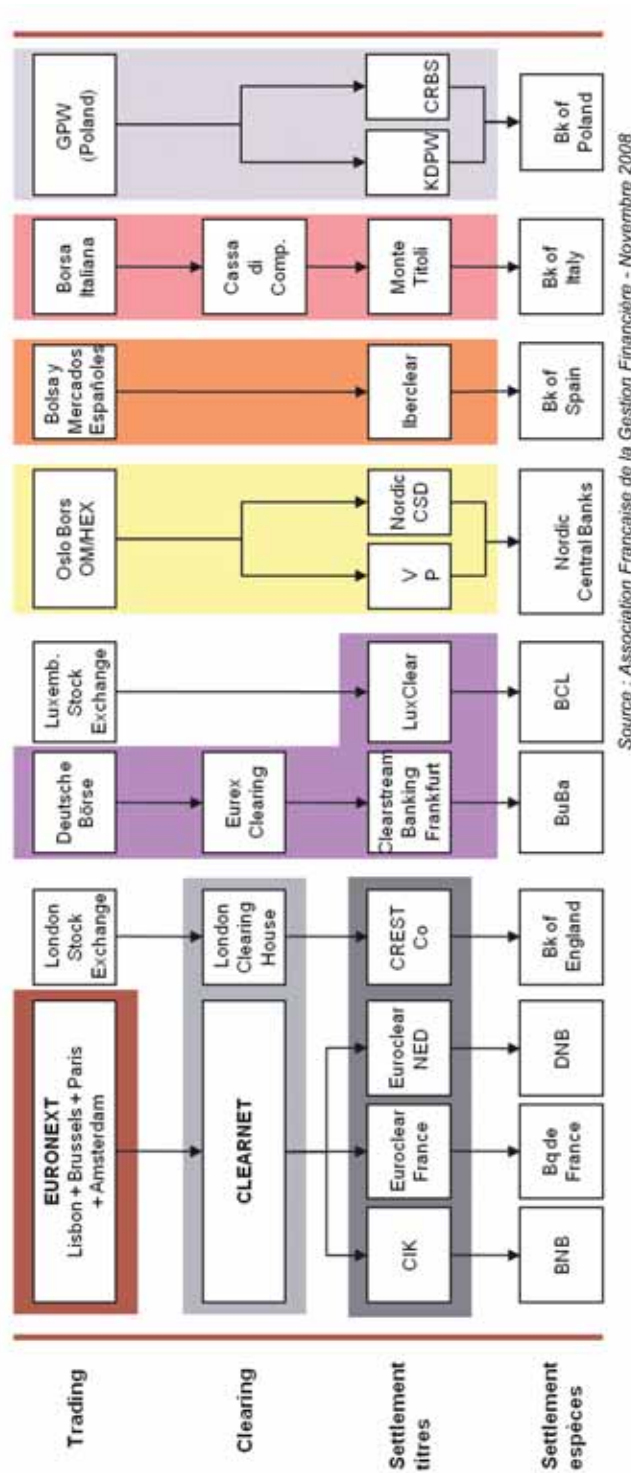 Trading
EURONEXT
Lisbon + Brussels + Paris
+ Amsterdam
London
Stock
Exchange
Deutsche
Börse
Luxemb.
Stock
Exchange
Oslo Bors
OM/HEX
Bolsa y
Mercados
Españoles
Borsa
Italiana
GPW
(Poland)
Clearing
CLEARNET
London
Clearing
House
Eurex
Clearing
Cassa
di
Comp.
Settlement
titres
CIK
Euroclear
France
Euroclear
NED
CREST
Co
Clearstream
Banking
Frankfurt
LuxClear
V
P
Nordic
CSD
Iberclear
Monte
Titoli
KDPW
CRBS
Settlement
espèces
BNB
Bq de
France
DNB
Bk of
England
BuBa
BCL
Nordic
Central Banks
Bk of
Spain
Bk of
Italy
Bk of
Poland
Source : Association Française de la Gestion Financière - Novembre 2008